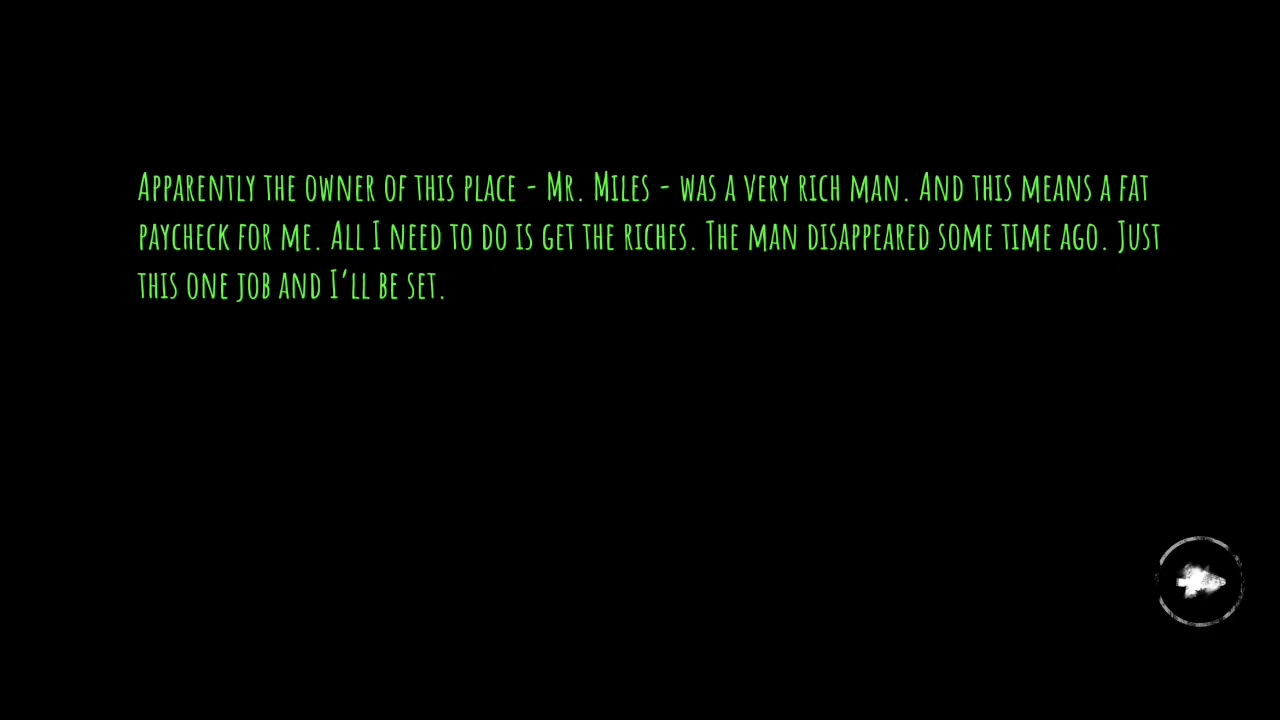 Apparently the owner of this place - Mr. Miles - was a very rich man. And this means a fat
paycheck for me. All I need to do is get the riches. The man disappeared some time ago. Just
this one job and I'll be set.